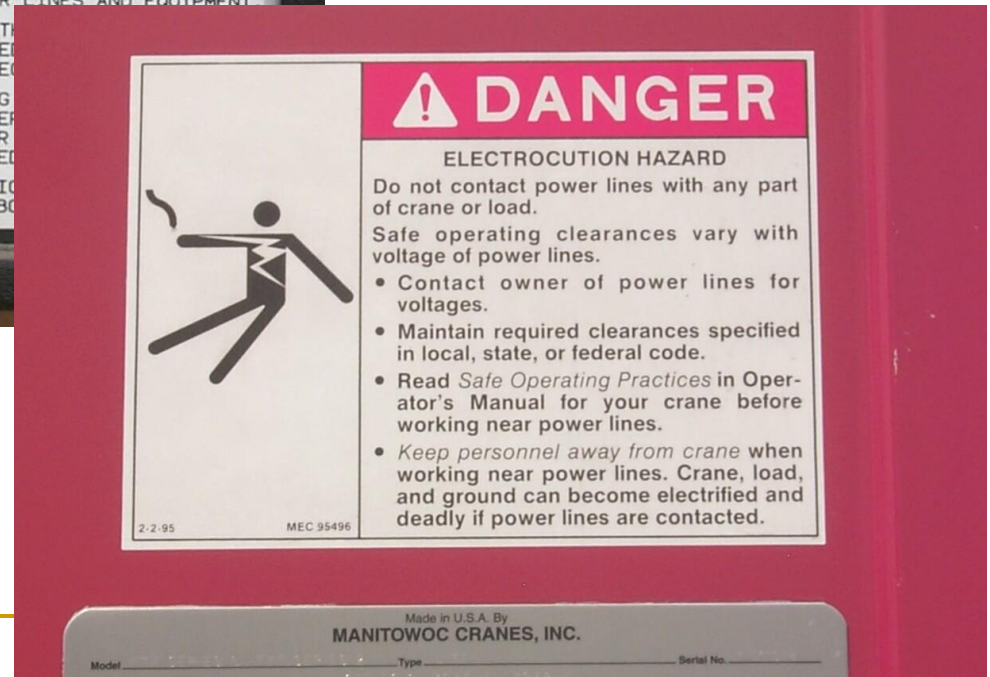 LINES AND EQUIPMENT.
DANGER
ELECTROCUTION HAZARD
Do not contact power lines with any part
of crane or load.
Safe operating clearances vary with
voltage of power lines.
• Contact owner of power lines for
voltages.
• Maintain required clearances specified
in local, state, or federal code.
• Read Safe Operating Practices in Oper-
ator's Manual for your crane before
working near power lines.
• Keep personnel away from crane when
working near power lines. Crane, load,
and ground can become electrified and
deadly if power lines are contacted.
2-2-95
MEC 95496
Made in U.S.A. By
MANITOWOC CRANES, INC.
Model Type Serial No.